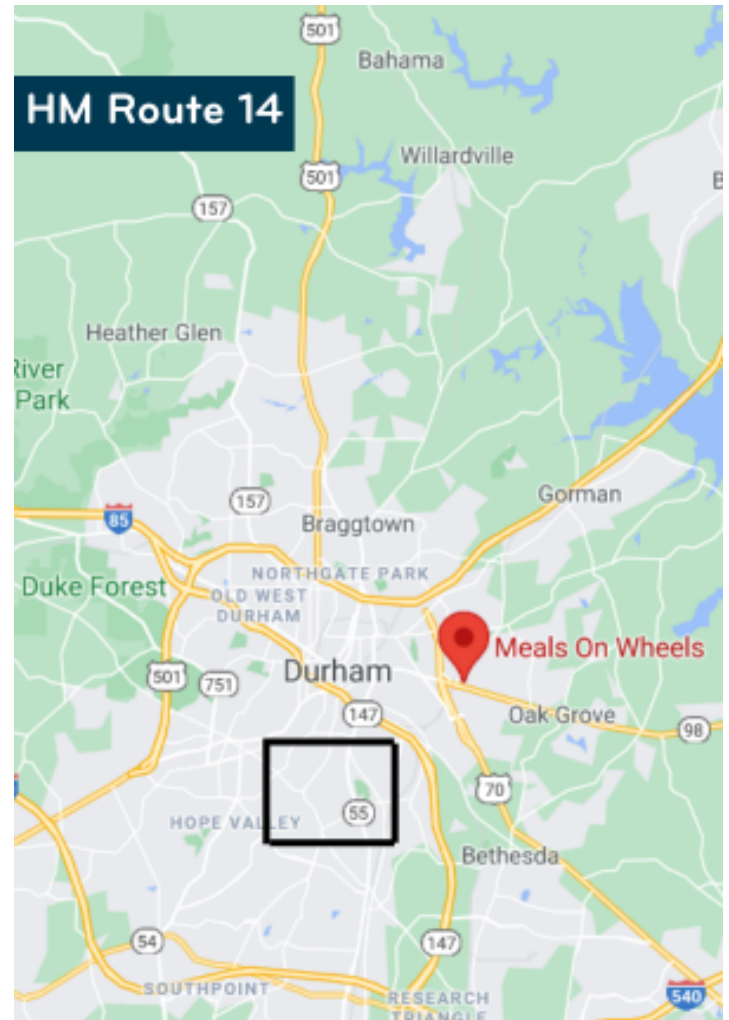 501
Bahama
HM Route 14
Willardville
501
157
Heather Glen
River
Park
Gorman
157
85
Braggtown
NORTHGATE PARK
Duke Forest
OLD WEST
DURHAM
Meals On Wheels
Durham
501
751
147
Oak Grove
98
70
55
HOPE VALLEY
Bethesda
54
147
SOUTHPOINT
RESEARCH
TRIANGLE
540